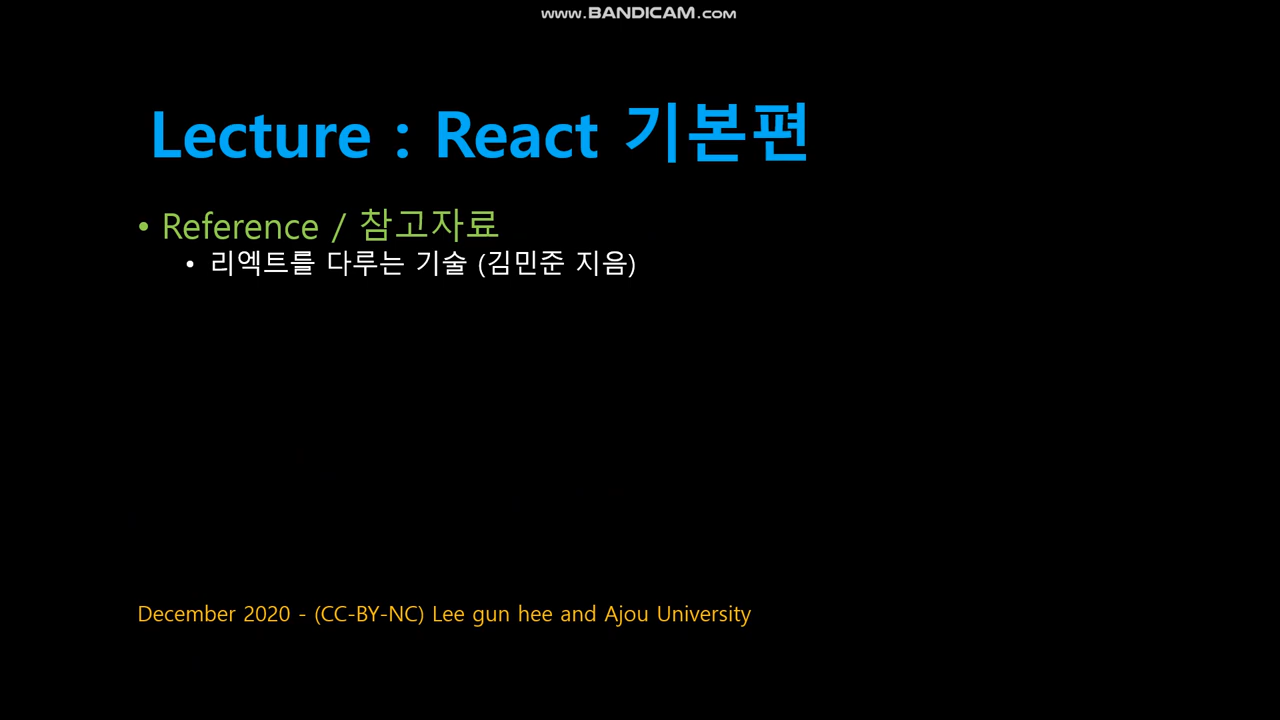 www.BANDICAM.com
Lecture : React 기본편
• Reference / 참고자료
• 리엑트를 다루는 기술 (김민준 지음)
December 2020 - (CC-BY-NC) Lee gun hee and Ajou University